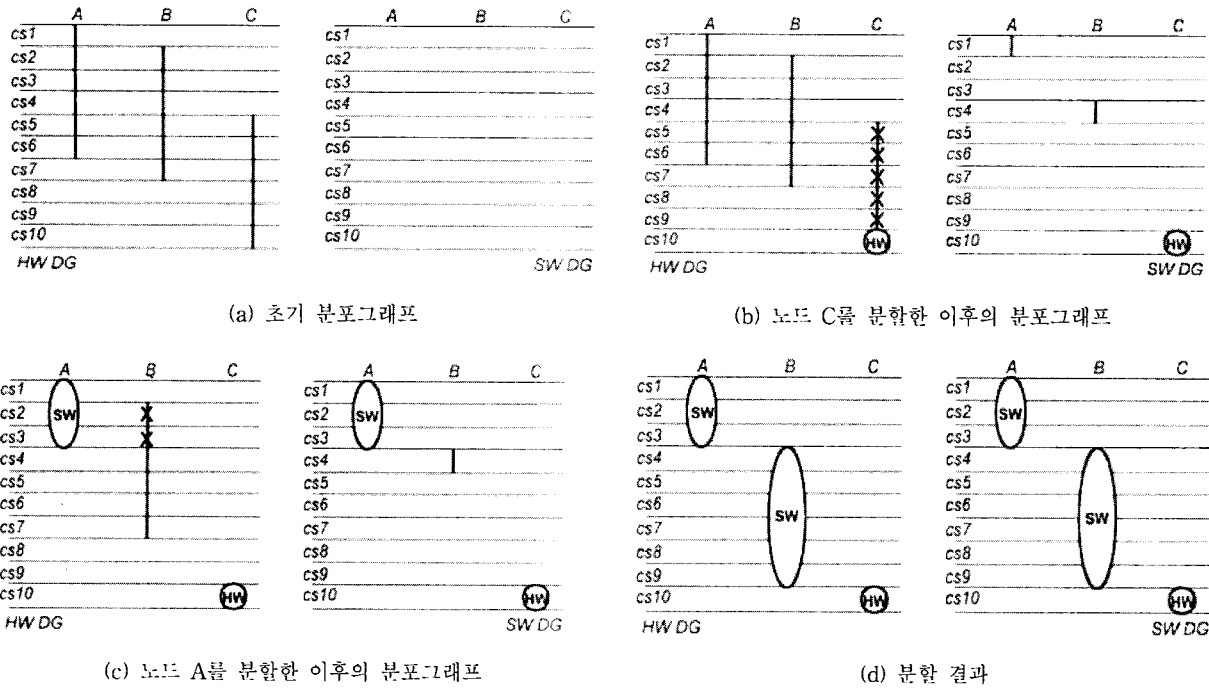 A B C
cs1
cs2
cs3
cs4
cs5
cs6
cs7
cs8
cs9
cs10
HW DG
A B C
cs1
cs2
cs3
cs4
cs5
cs6
cs7
cs8
cs9
cs10
SW DG
(a) 초기 분포그래프
A B C
cs1
cs2
cs3
cs4
cs5
cs6
cs7
cs8
cs9
cs10
HW
HW DG
A B C
cs1
cs2
cs3
cs4
cs5
cs6
cs7
cs8
cs9
cs10
HW
SW DG
(b) 노드 C를 분할한 이후의 분포그래프
A B C
cs1
cs2
SW
cs3
cs4
cs5
cs6
cs7
cs8
cs9
cs10
HW
HW DG
A B C
cs1
cs2
SW
cs3
cs4
cs5
cs6
cs7
cs8
cs9
cs10
HW
SW DG
(c) 노드 A를 분할한 이후의 분포그래프
A B C
cs1
cs2
SW
cs3
cs4
cs5
cs6
SW
cs7
cs8
cs9
cs10
HW
HW DG
A B C
cs1
cs2
SW
cs3
cs4
cs5
cs6
SW
cs7
cs8
cs9
cs10
HW
SW DG
(d) 분할 결과